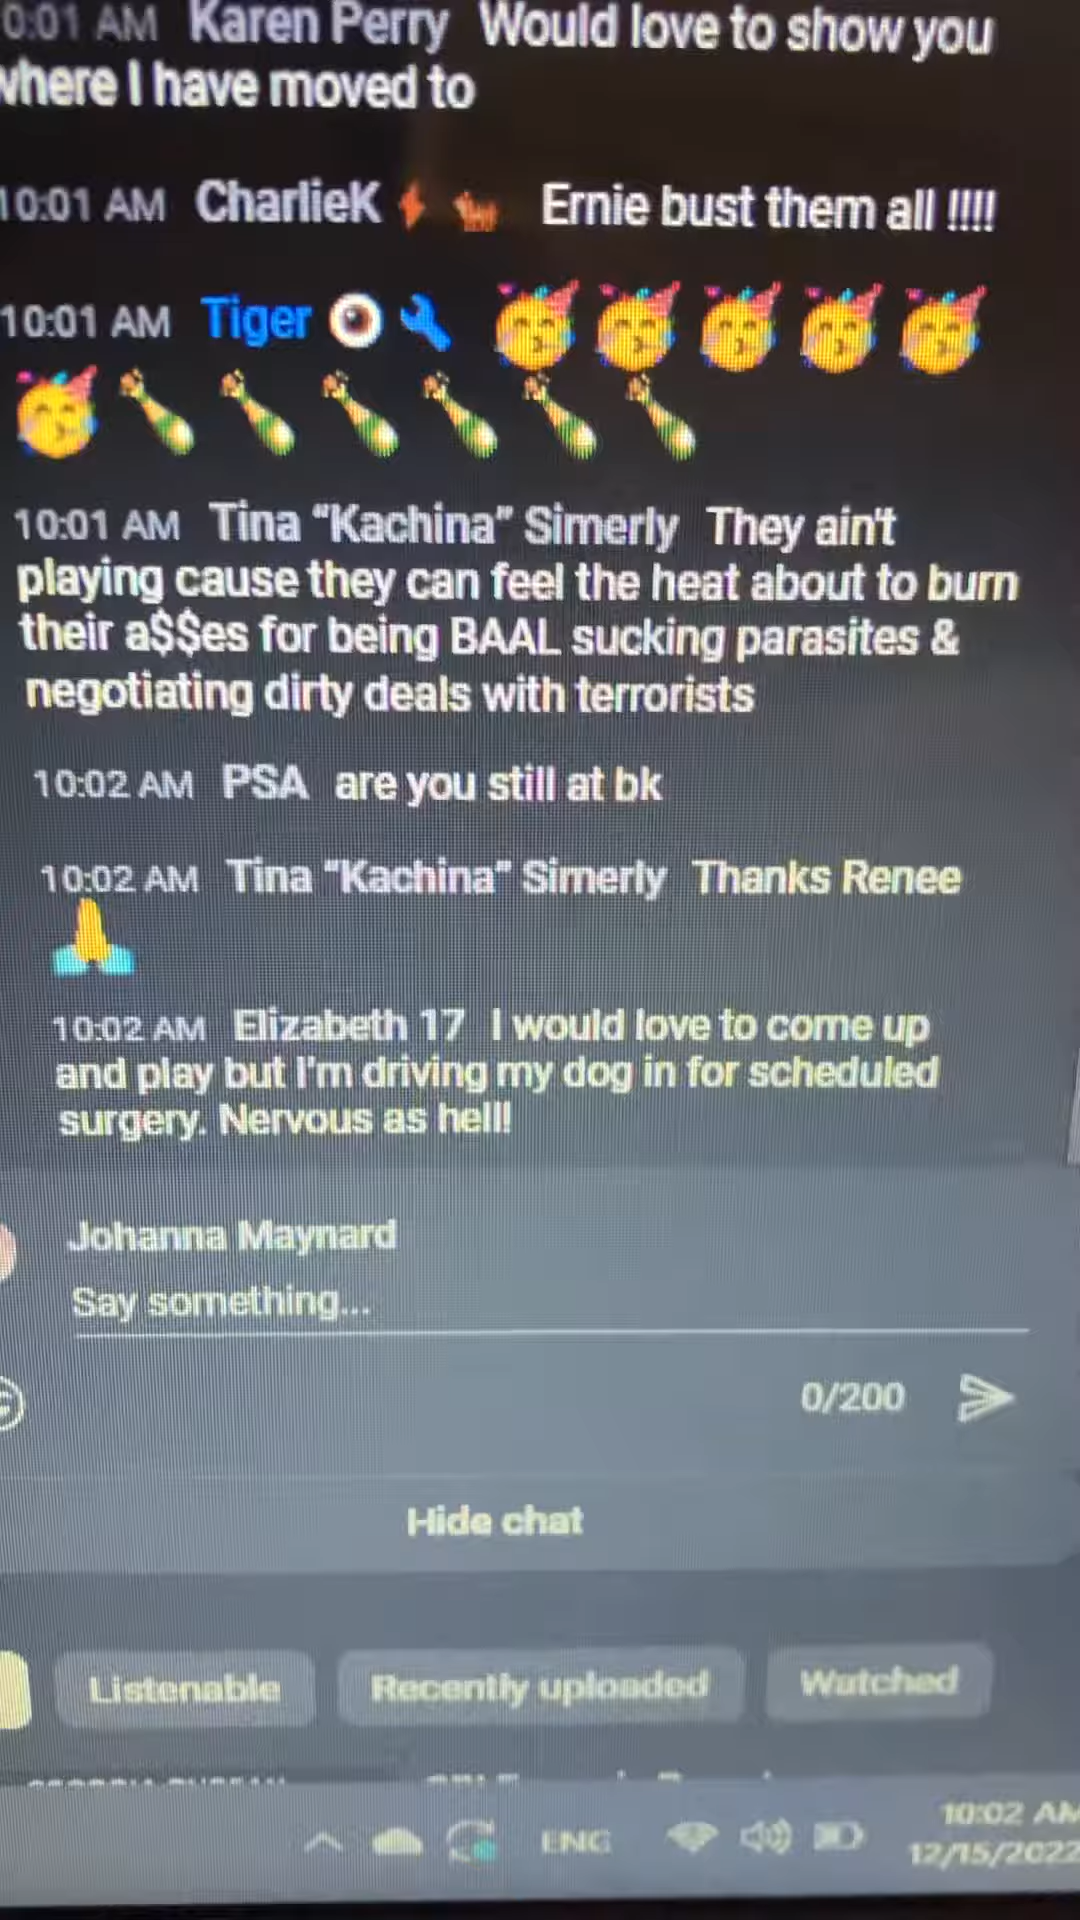 0:01 AM Karen Perry Would love to show you
where I have moved to
10:01 AM CharlieK Ernie bust them all !!!!
10:01 AM Tiger
10:01 AM Tina “Kachina” Simerly They ain't
playing cause they can feel the heat about to burn
their a$$es for being BAAL sucking parasites &
negotiating dirty deals with terrorists
10:02 AM PSA are you still at bk
10:02 AM Tina “Kachina” Simerly Thanks Renee
10:02 AM Elizabeth 17 I would love to come up
and play but I'm driving my dog in for scheduled
surgery. Nervous as hell!
Johanna Maynard
Say something...
0/200
Hide chat
Listenable Recently uploaded Watched
ENG 10:02 AM
12/15/2022